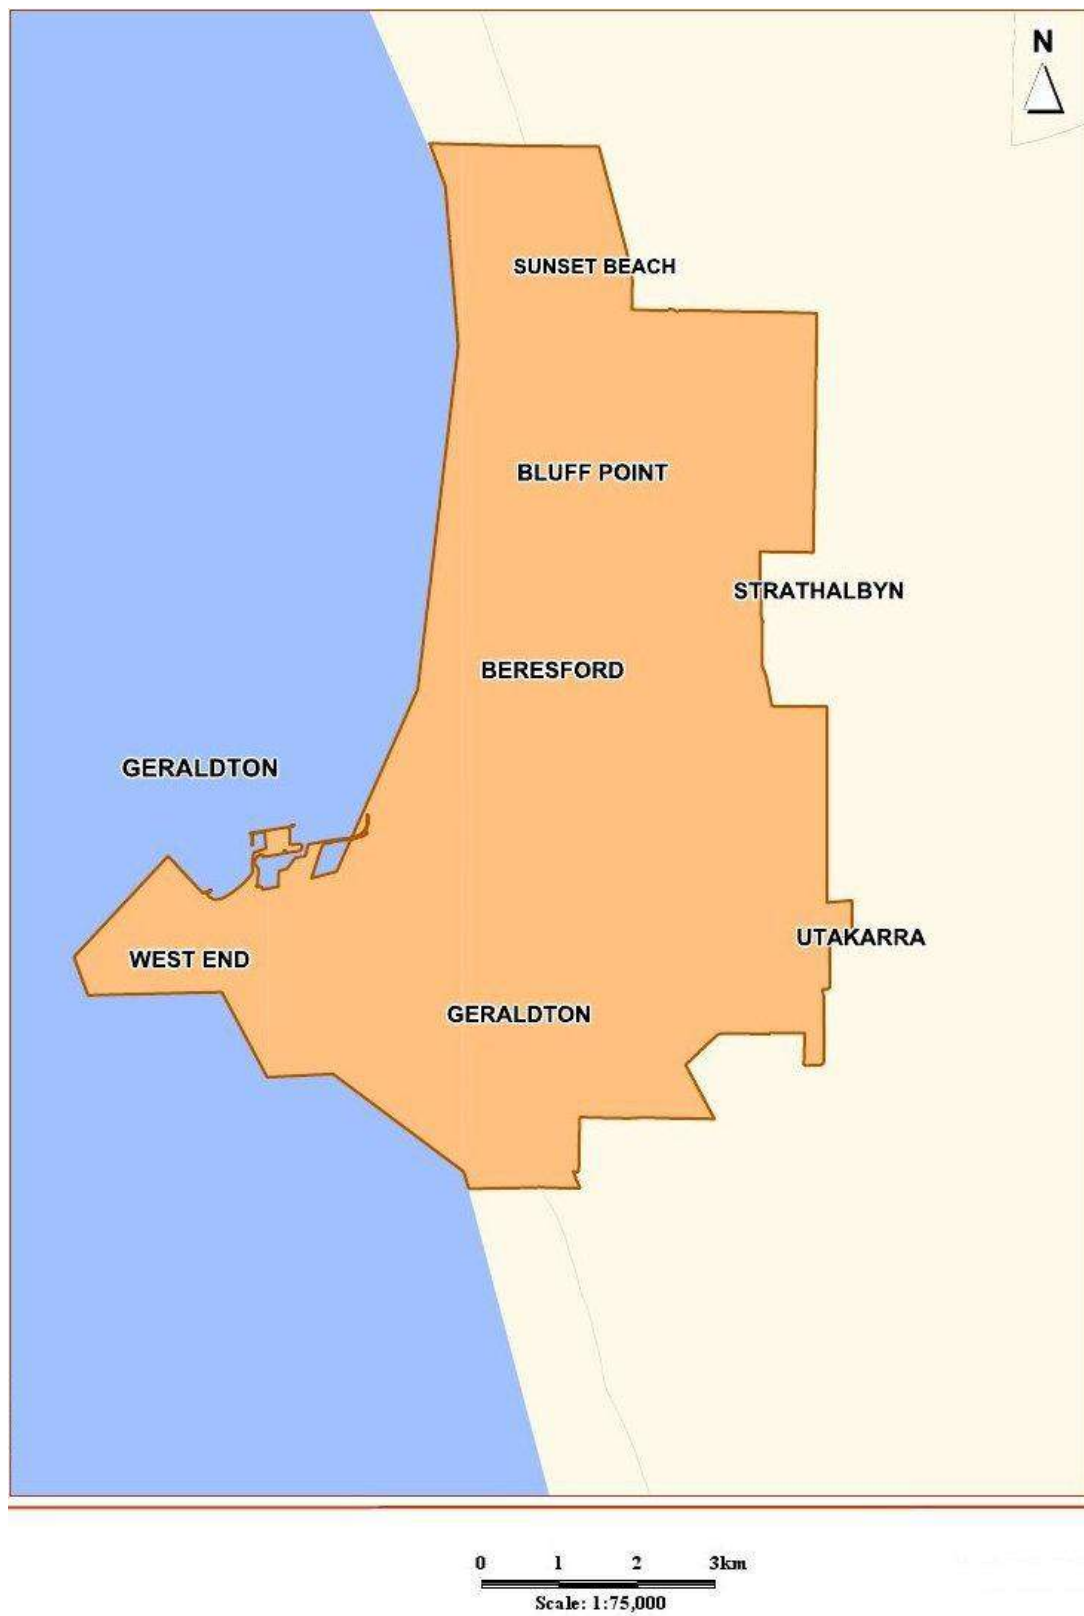 N
SUNSET BEACH
BLUFF POINT
STRATHALBYN
BERESFORD
GERALDTON
UTAKARRA
WEST END
GERALDTON
0 1 2 3km
Scale: 1:75,000